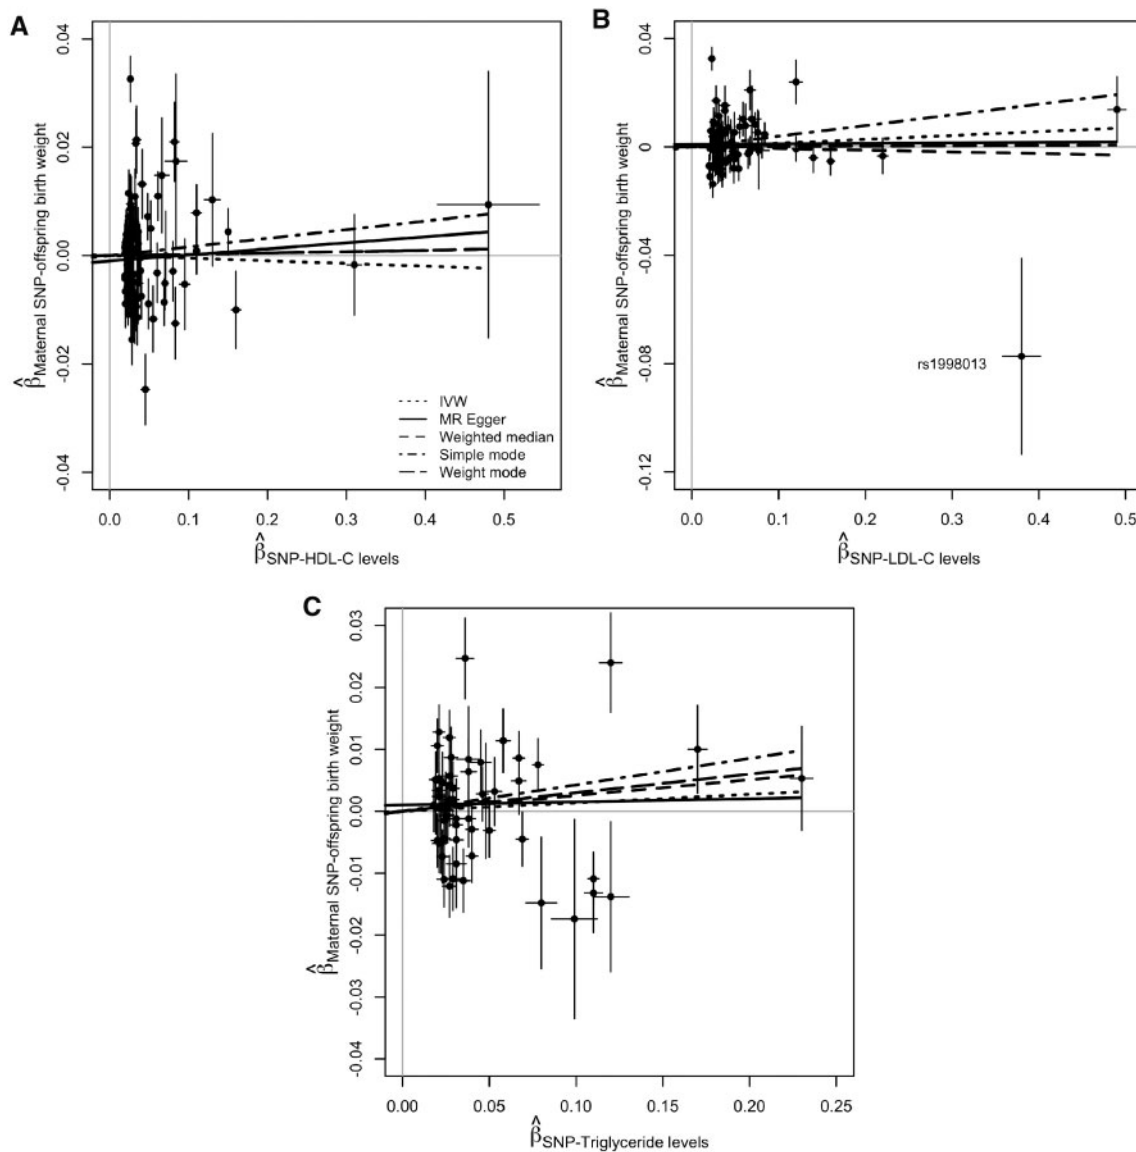 A
0.04
0.02
0.00
-0.02
-0.04
β̂Maternal SNP-offspring birth weight
IVW
MR Egger
Weighted median
Simple mode
Weight mode
0.0 0.1 0.2 0.3 0.4 0.5
β̂SNP-HDL-C levels
B
0.04
0.00
-0.04
-0.08
-0.12
β̂Maternal SNP-offspring birth weight
rs1998013
0.0 0.1 0.2 0.3 0.4 0.5
β̂SNP-LDL-C levels
C
0.03
0.02
0.01
0.00
-0.01
-0.02
-0.03
-0.04
β̂Maternal SNP-offspring birth weight
0.00 0.05 0.10 0.15 0.20 0.25
β̂SNP-Triglyceride levels